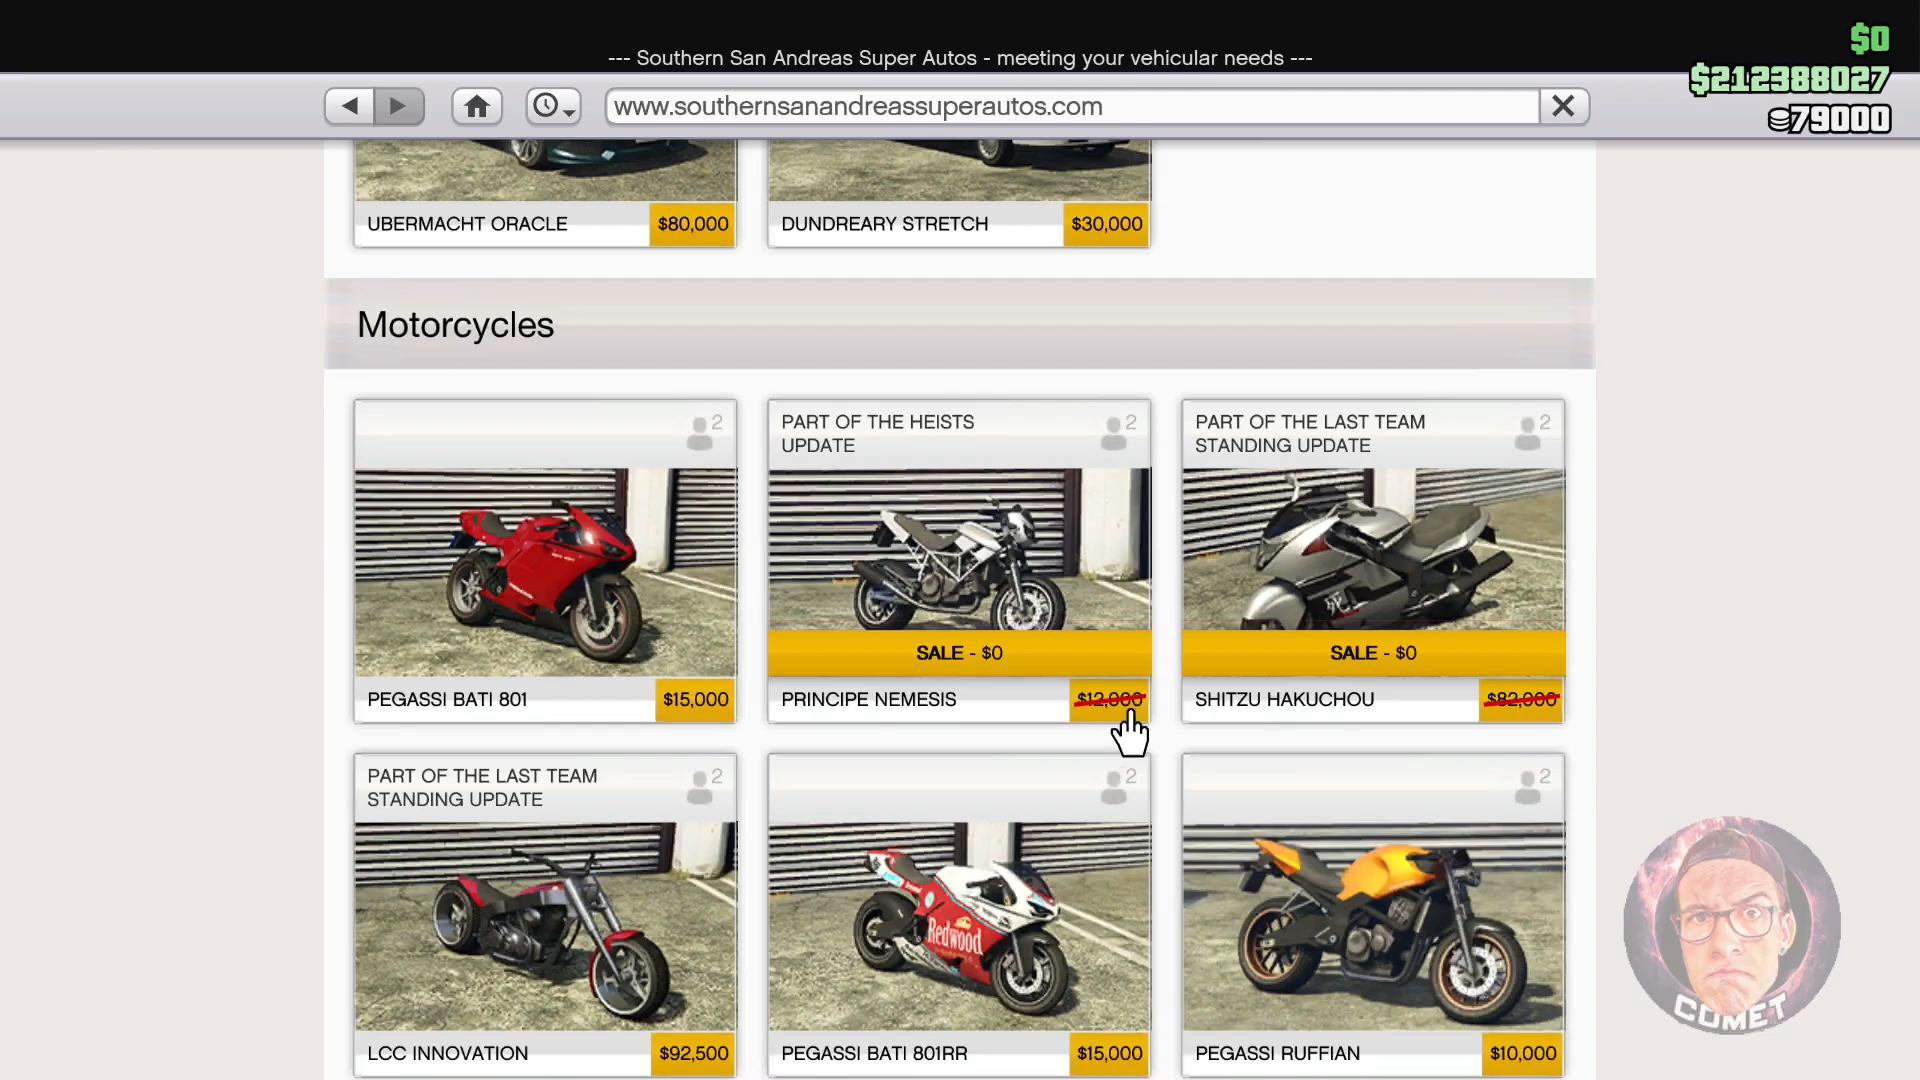 $0
--- Southern San Andreas Super Autos - meeting your vehicular needs ---
$212388027
www.southernsanandreassuperautos.com
79000
UBERMACHT ORACLE $80,000
DUNDREARY STRETCH $30,000
Motorcycles
2
PART OF THE HEISTS
UPDATE
2
PART OF THE LAST TEAM
STANDING UPDATE
2
SALE - $0
SALE - $0
PEGASSI BATI 801 $15,000
PRINCIPE NEMESIS $12,000
SHITZU HAKUCHOU $82,000
PART OF THE LAST TEAM
STANDING UPDATE
2
2
2
Redwood
LCC INNOVATION $92,500
PEGASSI BATI 801RR $15,000
PEGASSI RUFFIAN $10,000
COMET